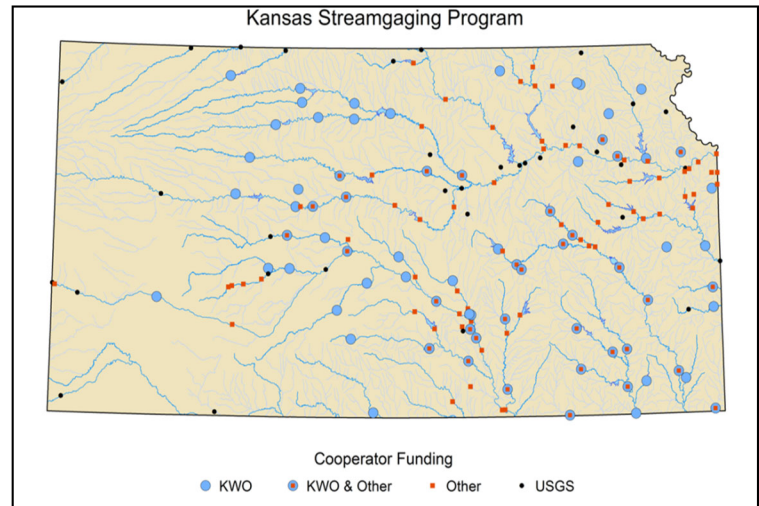 Kansas Streamgaging Program
Cooperator Funding
KWO KWO & Other Other USGS